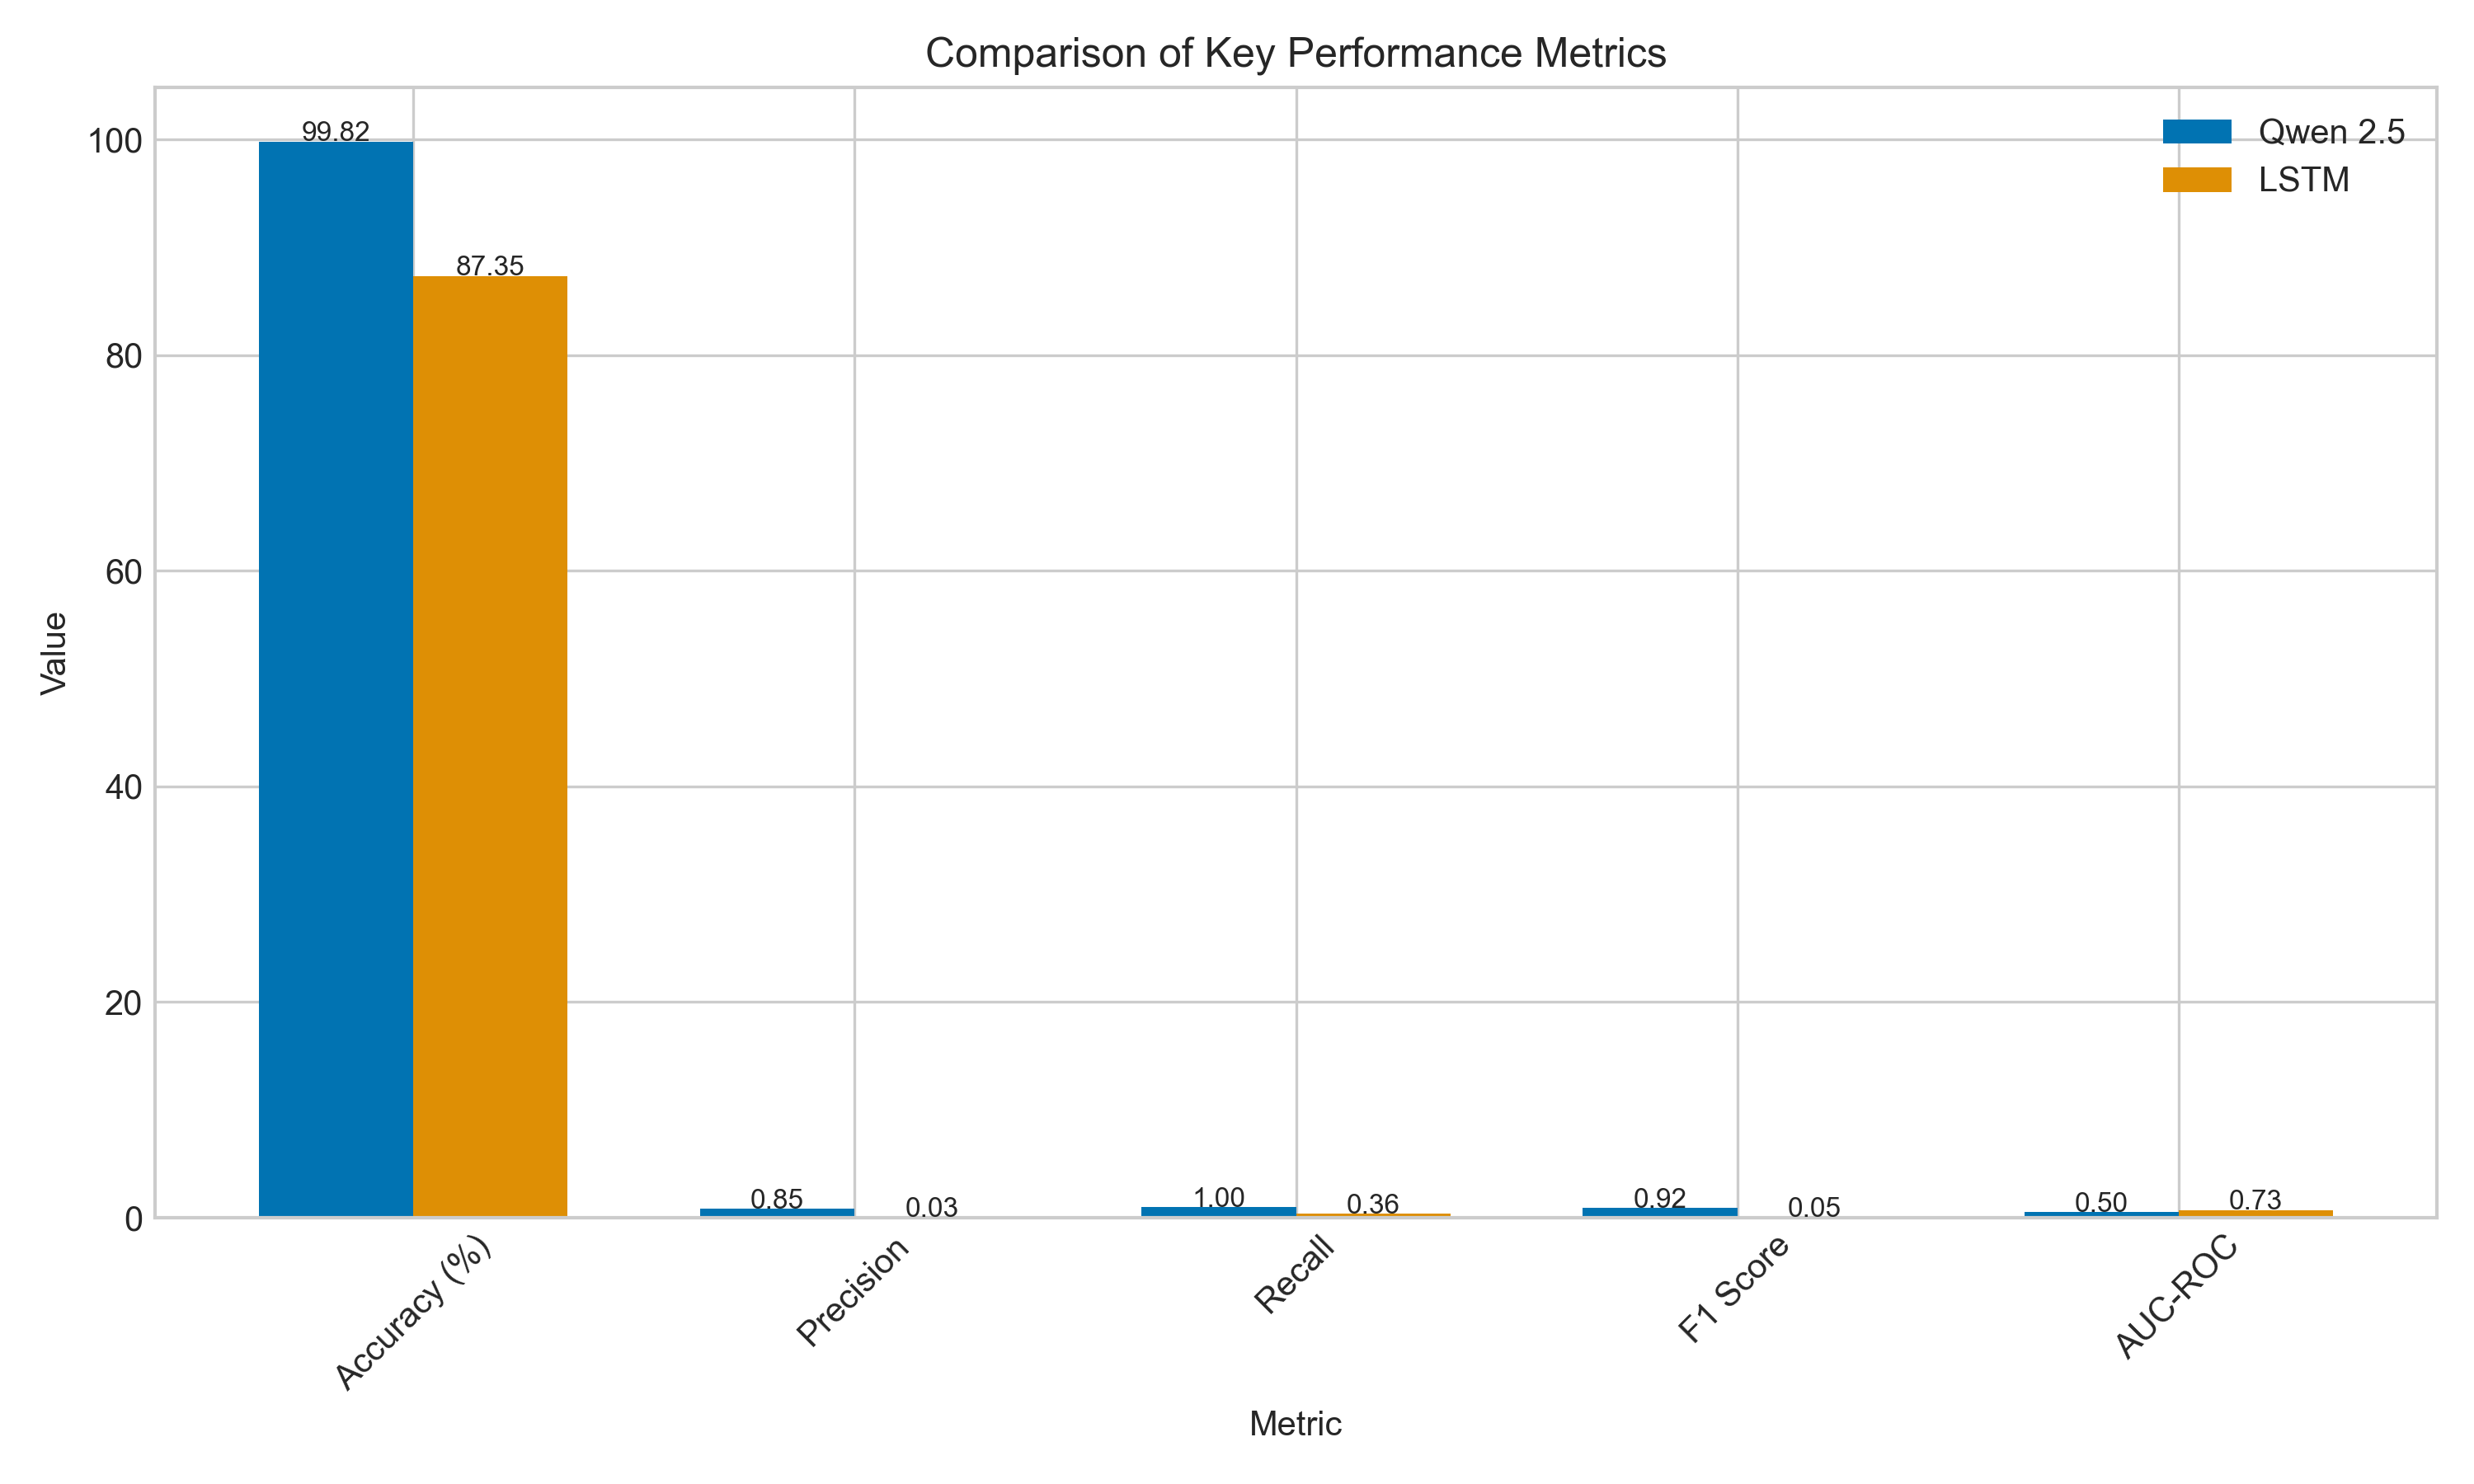 Comparison of Key Performance Metrics
Qwen 2.5
LSTM
Value
100
80
60
40
20
0
99.82
87.35
0.85
0.03
1.00
0.36
0.92
0.05
0.50
0.73
Accuracy (%)
Precision
Recall
F1 Score
AUC-ROC
Metric